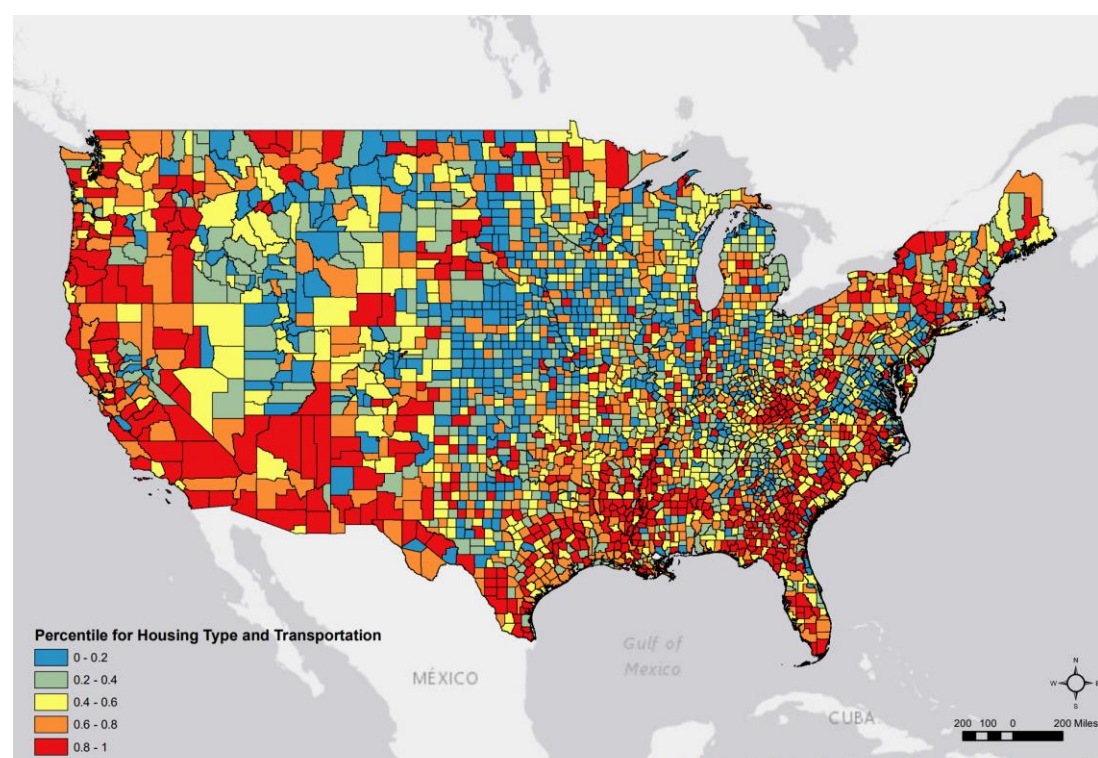 Gulf of
Mexico
MÉXICO
CUBA
Percentile for Housing Type and Transportation
0 - 0.2
0.2 - 0.4
0.4 - 0.6
0.6 - 0.8
0.8 - 1
N
W
E
S
200 100 0 200 Miles